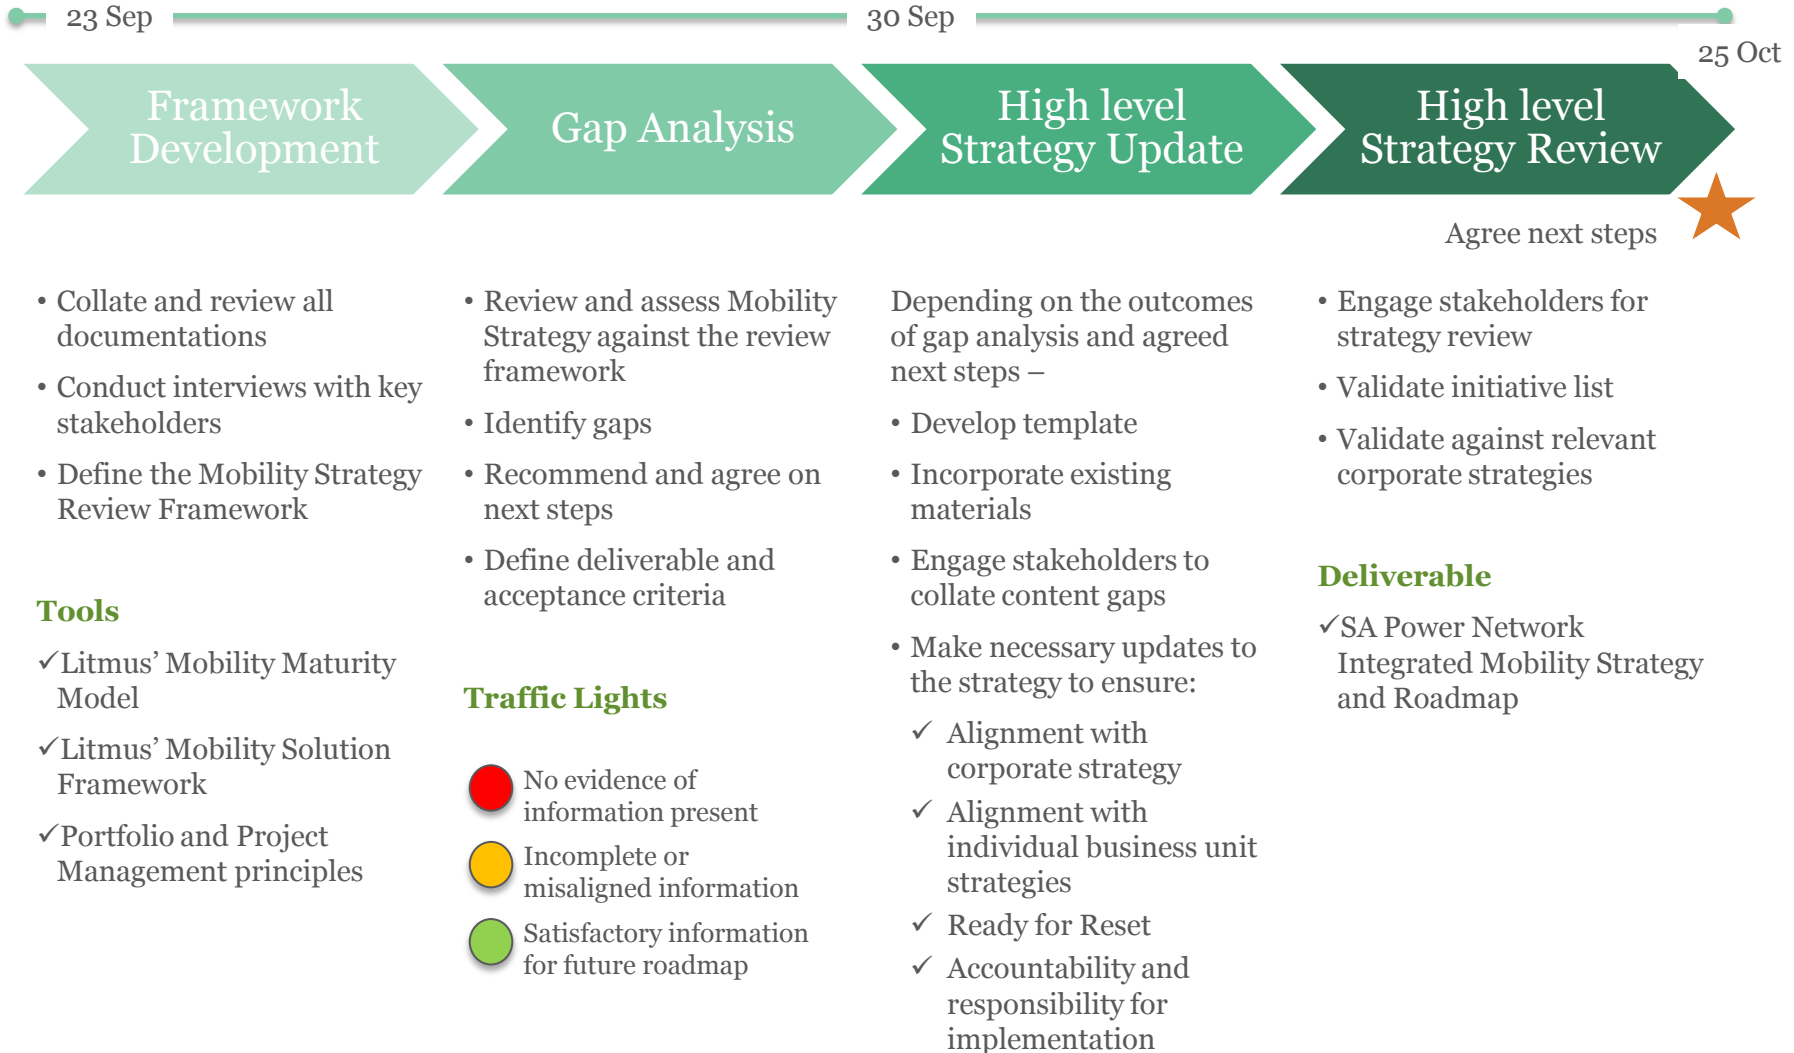 23 Sep
30 Sep
25 Oct
Framework
Development
Gap Analysis
High level
Strategy Update
High level
Strategy Review
Agree next steps
• Collate and review all
documentations
• Conduct interviews with key
stakeholders
• Define the Mobility Strategy
Review Framework
Tools
✓Litmus’ Mobility Maturity
Model
✓Litmus’ Mobility Solution
Framework
✓Portfolio and Project
Management principles
• Review and assess Mobility
Strategy against the review
framework
• Identify gaps
• Recommend and agree on
next steps
• Define deliverable and
acceptance criteria
Traffic Lights
No evidence of
information present
Incomplete or
misaligned information
Satisfactory information
for future roadmap
Depending on the outcomes
of gap analysis and agreed
next steps –
• Develop template
• Incorporate existing
materials
• Engage stakeholders to
collate content gaps
• Make necessary updates to
the strategy to ensure:
✓ Alignment with
corporate strategy
✓ Alignment with
individual business unit
strategies
✓ Ready for Reset
✓ Accountability and
responsibility for
implementation
• Engage stakeholders for
strategy review
• Validate initiative list
• Validate against relevant
corporate strategies
Deliverable
✓SA Power Network
Integrated Mobility Strategy
and Roadmap